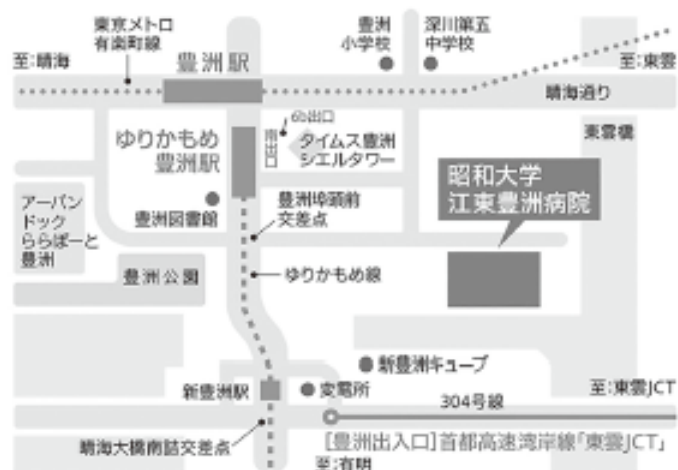 東京メトロ
有楽町線
豊洲
小学校
深川第五
中学校
至:晴海
豊洲駅
至:東雲
晴海通り
6b出口
南出口
ゆりかもめ
豊洲駅
タイムス豊洲
シエルタワー
東雲橋
昭和大学
江東豊洲病院
アーバン
ドック
ららぽーと
豊洲
豊洲図書館
豊洲埠頭前
交差点
豊洲公園
ゆりかもめ線
新豊洲キューブ
新豊洲駅
変電所
至:東雲JCT
304号線
晴海大橋南詰交差点
[豊洲出入口]首都高速湾岸線「東雲JCT」
至:有明